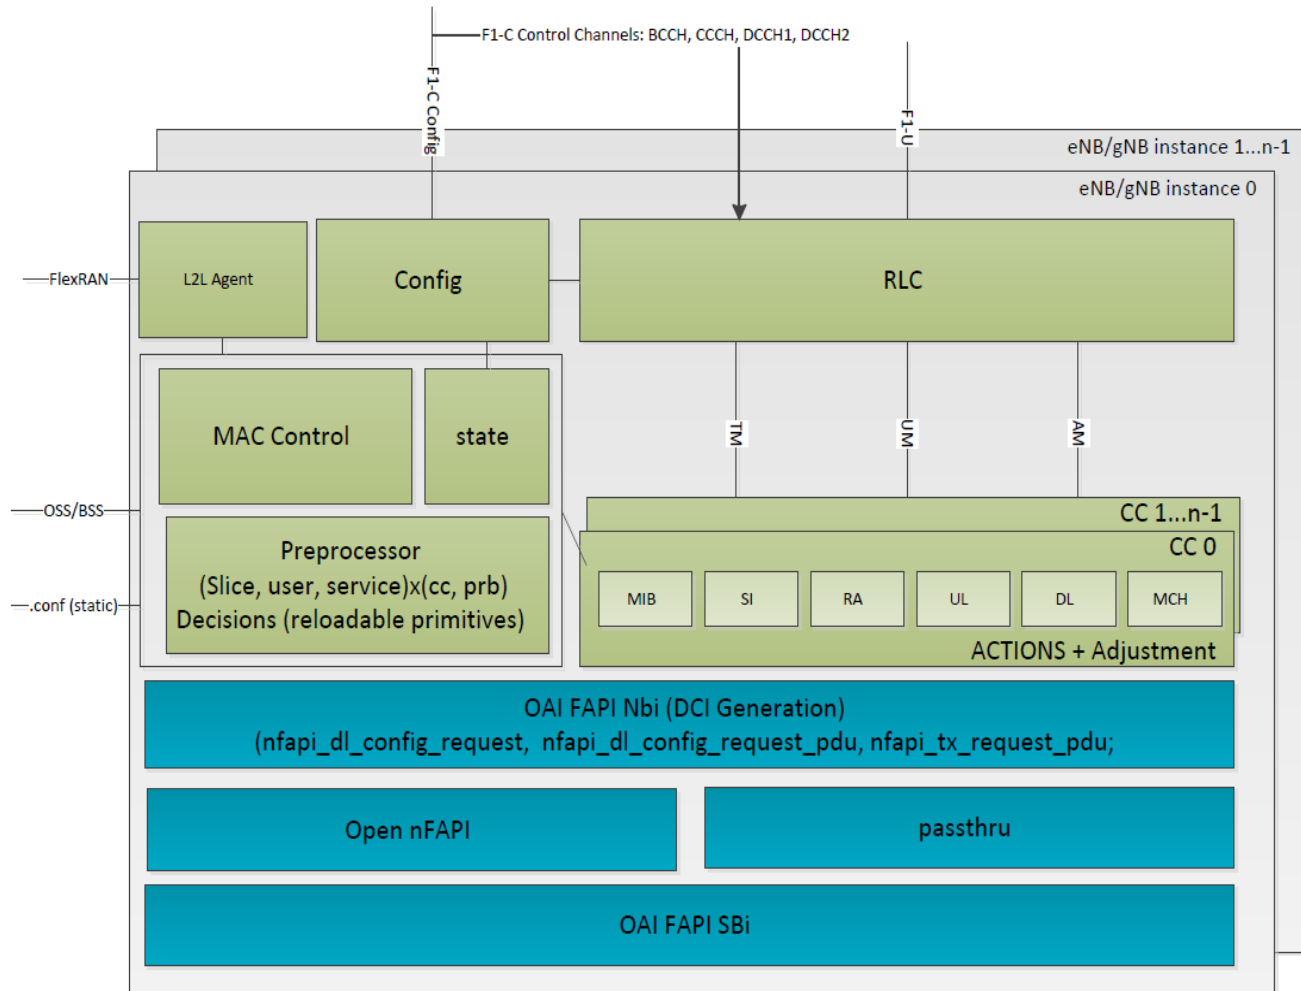 F1-C Control Channels: BCCH, CCCH, DCCH1, DCCH2
F1-C Config
F1-U
eNB/gNB instance 1...n-1
eNB/gNB instance 0
FlexRAN
L2L Agent
Config
RLC
MAC Control
state
TM
UM
AM
OSS/BSS
.conf (static)
Preprocessor
(Slice, user, service)x(cc, prb)
Decisions (reloadable primitives)
CC 1...n-1
CC 0
MIB
SI
RA
UL
DL
MCH
ACTIONS + Adjustment
OAI FAPI Nbi (DCI Generation)
(nfapi_dl_config_request, nfapi_dl_config_request_pdu, nfapi_tx_request_pdu;
Open nFAPI
passthru
OAI FAPI SBi